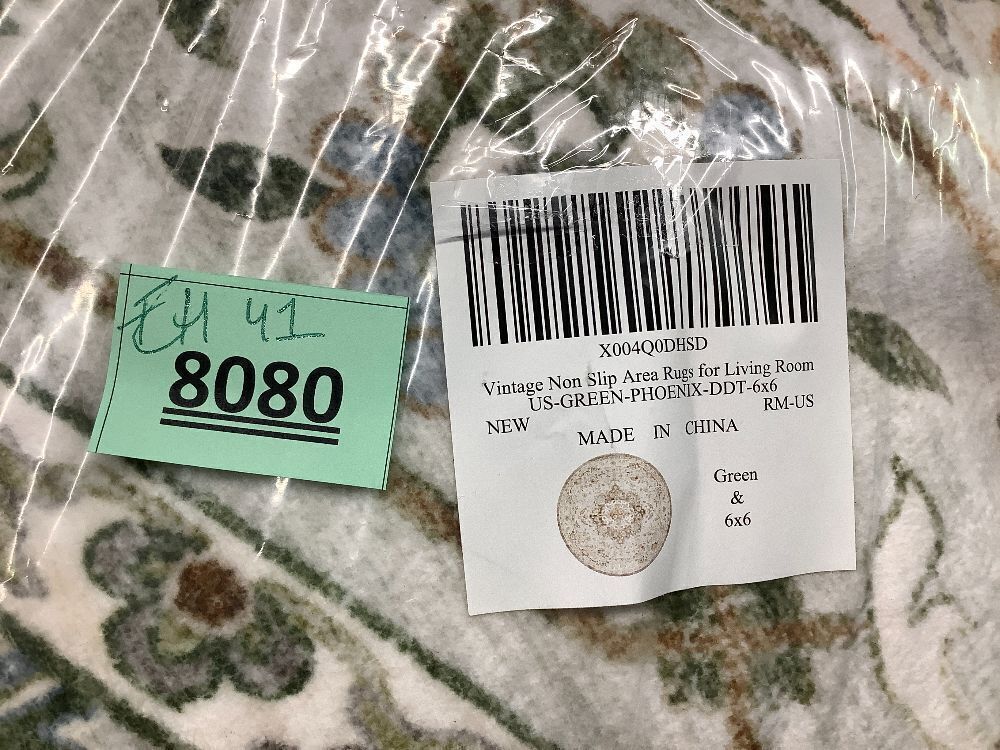 EH 41
8080
X004Q0DHSD
Vintage Non Slip Area Rugs for Living Room
US-GREEN-PHOENIX-DDT-6x6
NEW
RM-US
MADE IN CHINA
Green
&
6x6